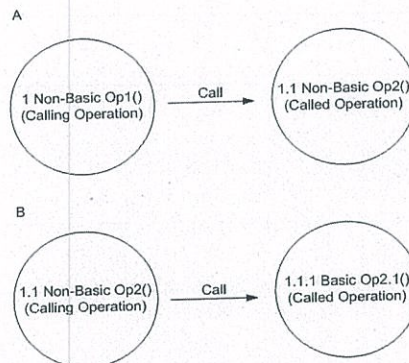 A
1 Non-Basic Op1()
(Calling Operation)
Call
1.1 Non-Basic Op2()
(Called Operation)
B
1.1 Non-Basic Op2()
(Calling Operation)
Call
1.1.1 Basic Op2.1()
(Called Operation)